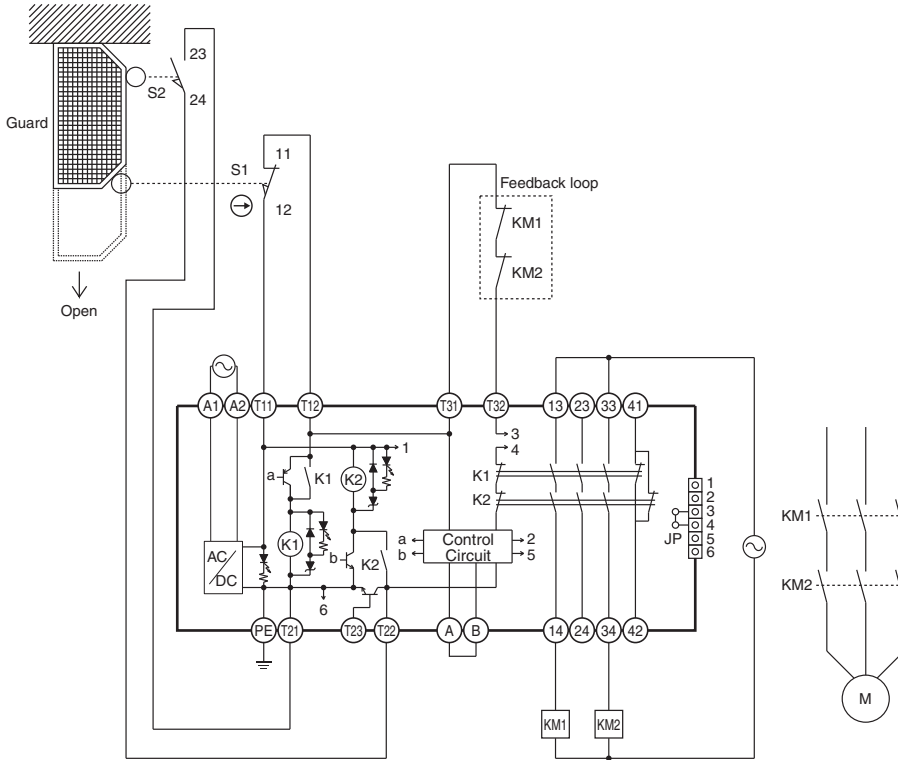 23
S2
24
Guard
11
S1
12
Feedback loop
KM1
KM2
Open
A1 A2 T11 T12 T31 T32 13 23 33 41
1
3
4
a
K1
K2
K1
K2
1
2
3
4
5
6
JP
K1
b
K2
a
b
Control
Circuit
2
5
AC
DC
6
PE T21 T23 T22 A B 14 24 34 42
KM1
KM2
KM1
KM2
M